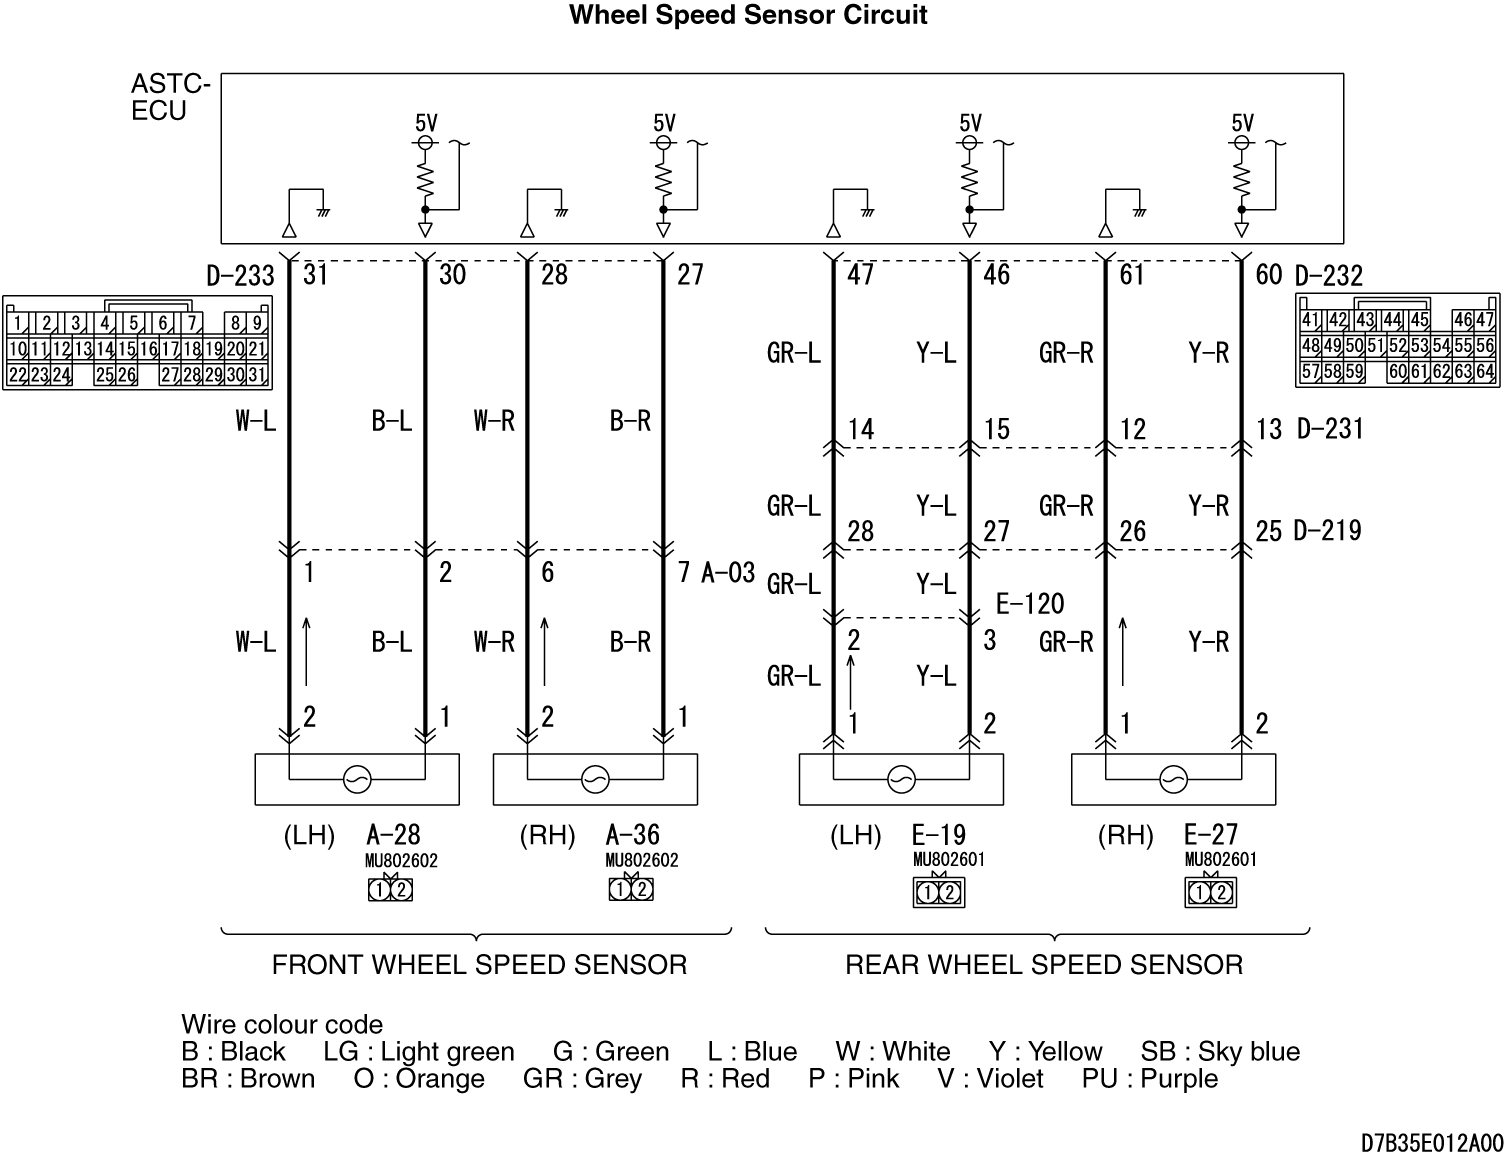 Wheel Speed Sensor Circuit
ASTC-
ECU
5V 5V 5V 5V
D-233 31 30 28 27 47 46 61 60 D-232
1 2 3 4 5 6 7 8 9
10 11 12 13 14 15 16 17 18 19 20 21
22 23 24 25 26 27 28 29 30 31
41 42 43 44 45 46 47
48 49 50 51 52 53 54 55 56
57 58 59 60 61 62 63 64
GR-L Y-L GR-R Y-R
W-L B-L W-R B-R
14 15 12 13 D-231
GR-L Y-L GR-R Y-R
28 27 26 25 D-219
1 2 6 7 A-03
GR-L Y-L
E-120
2 3
W-L B-L W-R B-R GR-R Y-R
GR-L Y-L
2 1 2 1 1 2 1 2
(LH) A-28 (RH) A-36 (LH) E-19 (RH) E-27
MU802602 MU802602 MU802601 MU802601
1 2 1 2 1 2 1 2
FRONT WHEEL SPEED SENSOR REAR WHEEL SPEED SENSOR
Wire colour code
B : Black LG : Light green G : Green L : Blue W : White Y : Yellow SB : Sky blue
BR : Brown O : Orange GR : Grey R : Red P : Pink V : Violet PU : Purple
D7B35E012A00